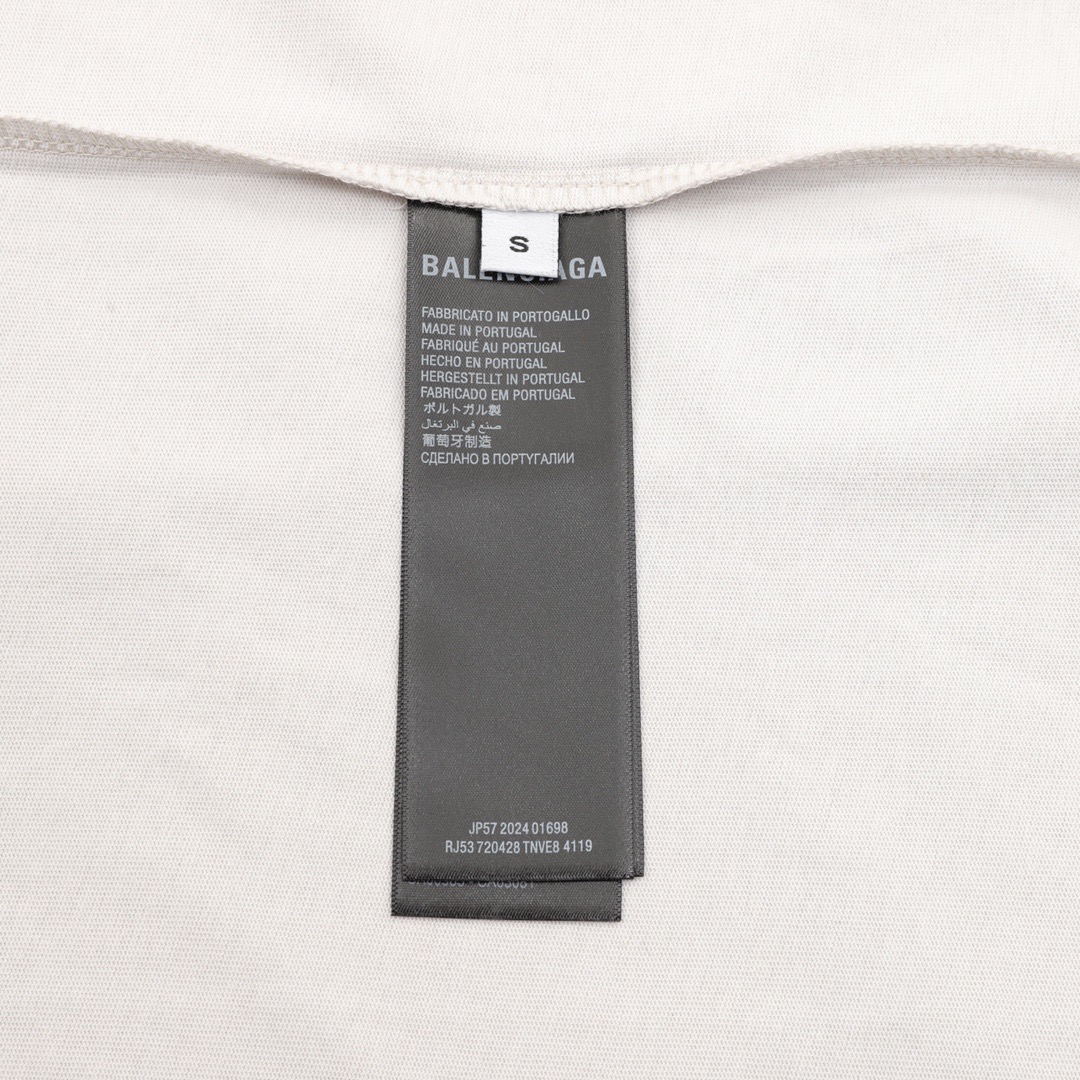 S
BALENCIAGA
FABBRICATO IN PORTOGALLO
MADE IN PORTUGAL
FABRIQUÉ AU PORTUGAL
HECHO EN PORTUGAL
HERGESTELLT IN PORTUGAL
FABRICADO EM PORTUGAL
ポルトガル製
صنع في البرتغال
葡萄牙制造
СДЕЛАНО В ПОРТУГАЛИИ
JP57 2024 01698
RJ53 720428 TNVE8 4119